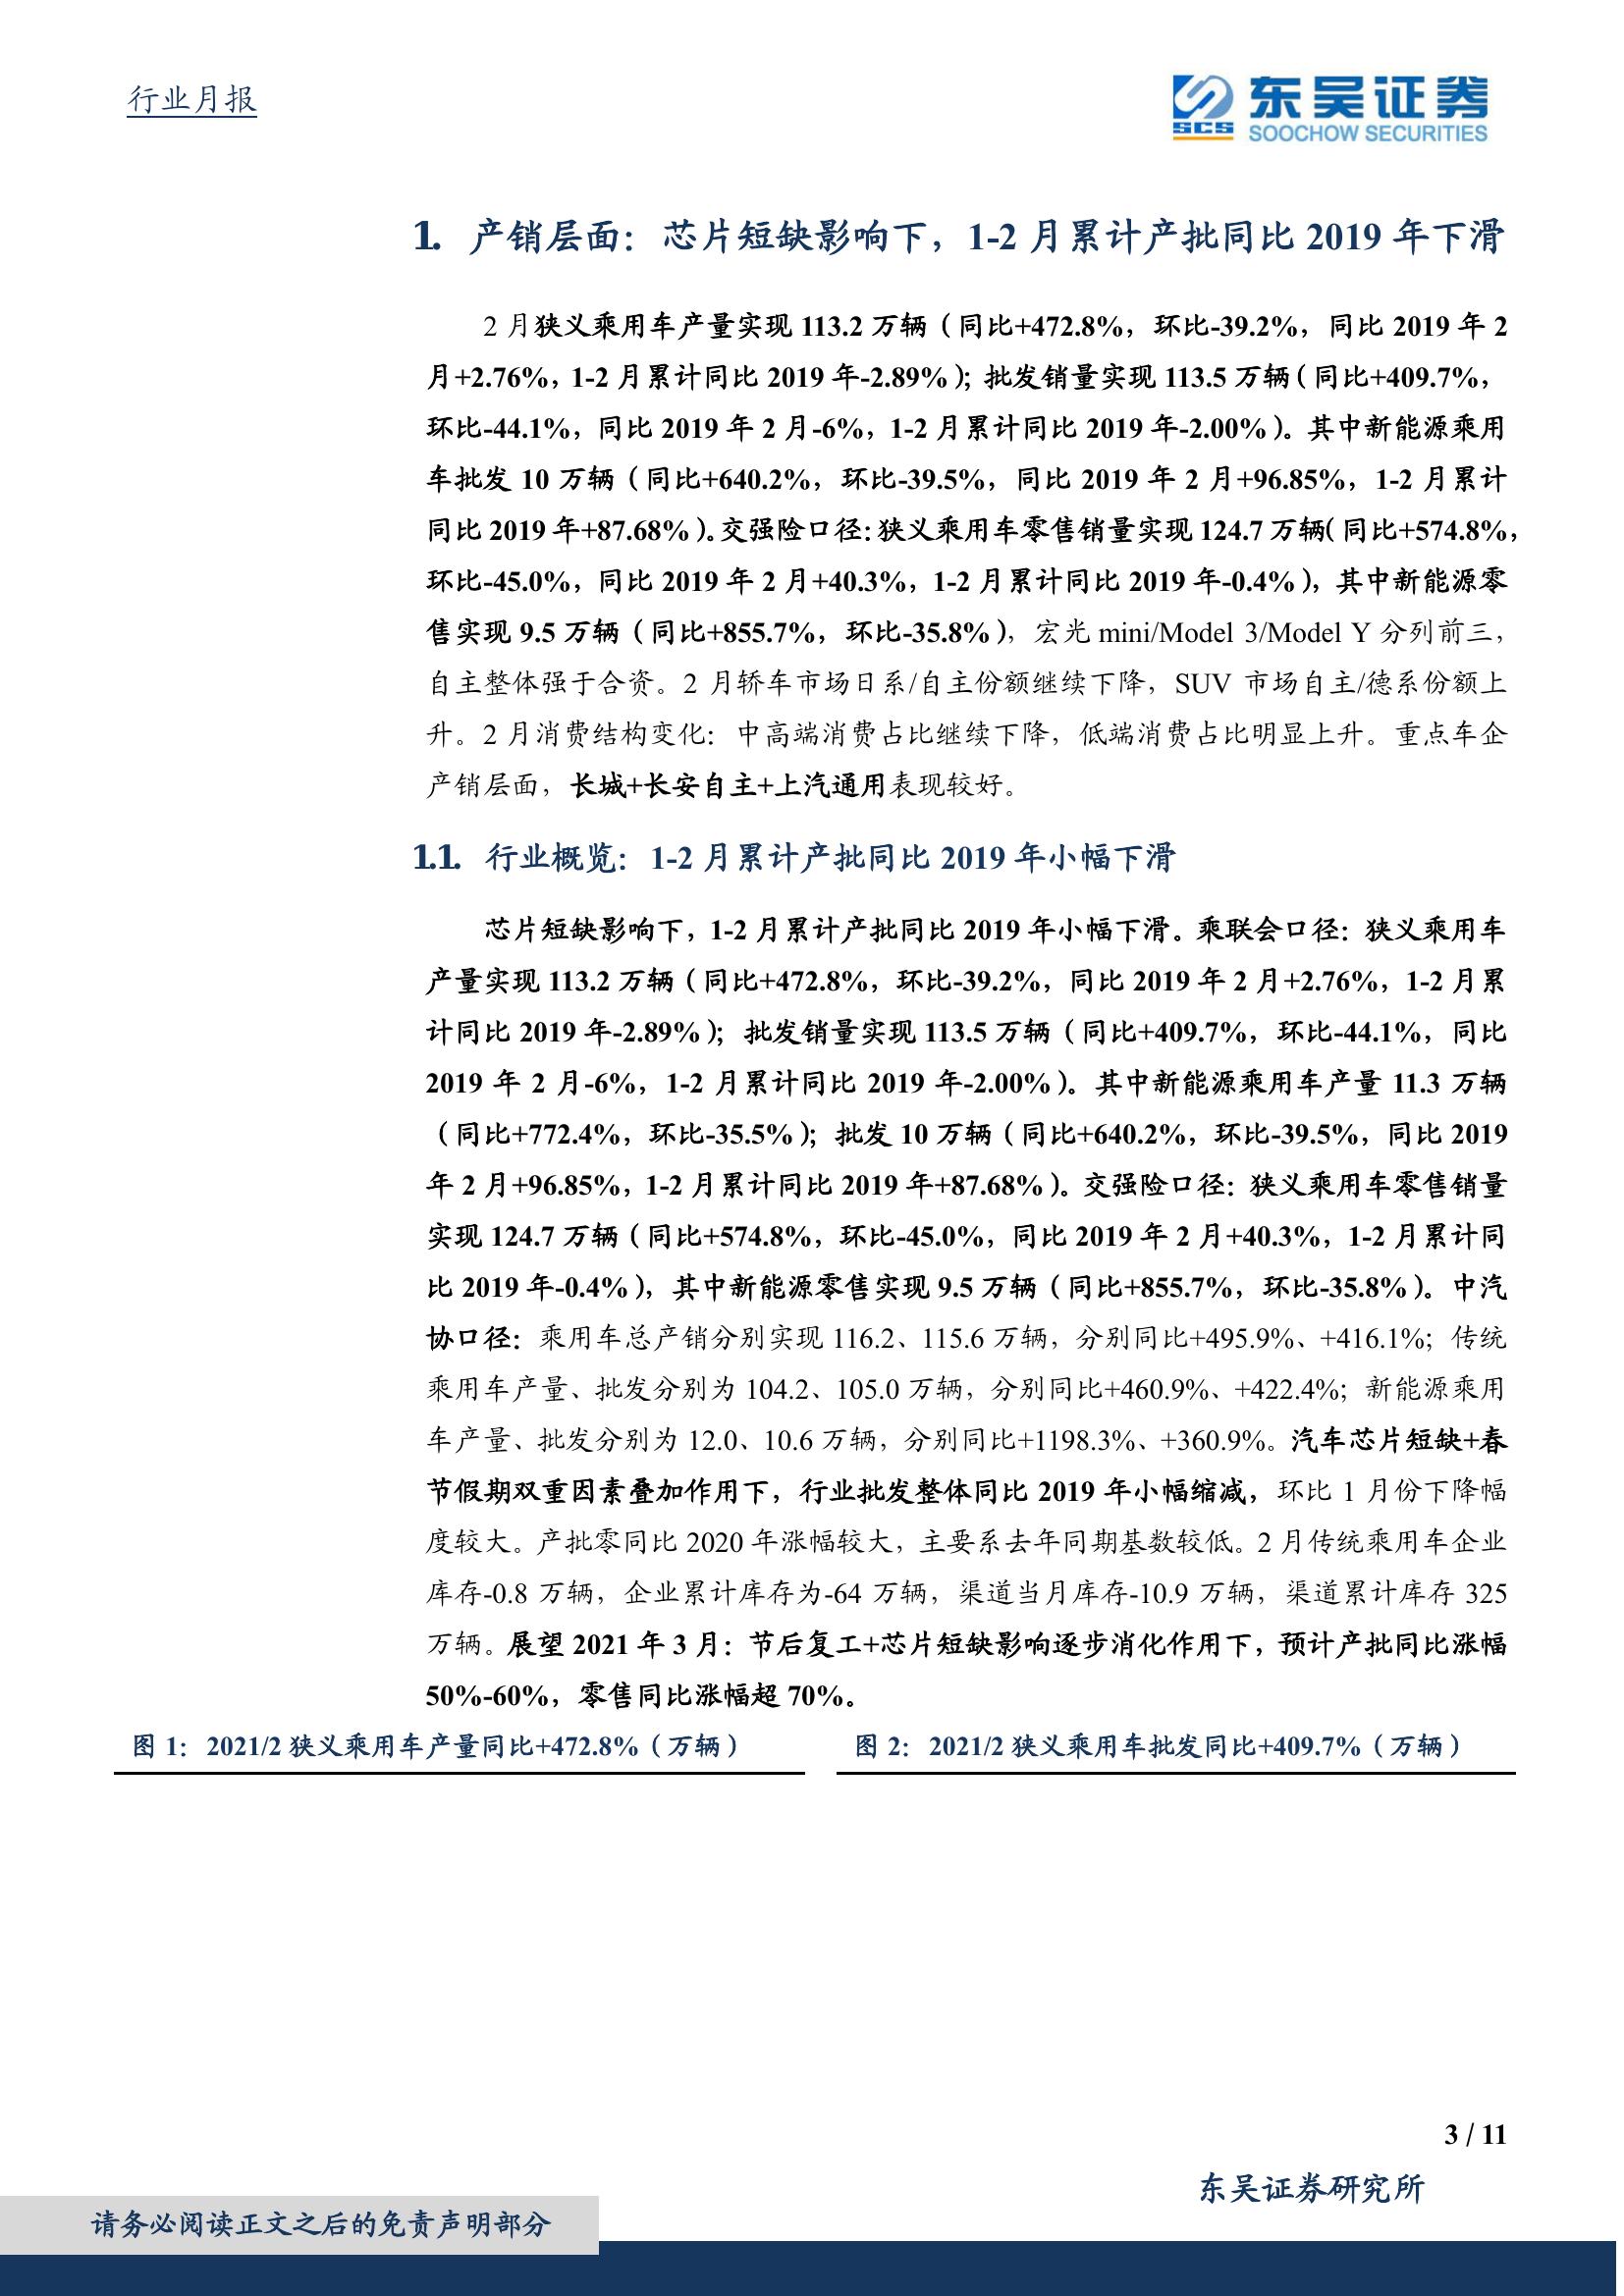 行业月报
东吴证券
SCS
SOOCHOW SECURITIES
1. 产销层面：芯片短缺影响下，1-2 月累计产批同比 2019 年下滑
2 月狭义乘用车产量实现 113.2 万辆（同比+472.8%，环比-39.2%，同比 2019 年 2
月+2.76%，1-2 月累计同比 2019 年-2.89%）；批发销量实现 113.5 万辆（同比+409.7%，
环比-44.1%，同比 2019 年 2 月-6%，1-2 月累计同比 2019 年-2.00%）。其中新能源乘用
车批发 10 万辆（同比+640.2%，环比-39.5%，同比 2019 年 2 月+96.85%，1-2 月累计
同比 2019 年+87.68%）。交强险口径：狭义乘用车零售销量实现 124.7 万辆（同比+574.8%，
环比-45.0%，同比 2019 年 2 月+40.3%，1-2 月累计同比 2019 年-0.4%），其中新能源零
售实现 9.5 万辆（同比+855.7%，环比-35.8%），宏光 mini/Model 3/Model Y 分列前三，
自主整体强于合资。2 月轿车市场日系/自主份额继续下降，SUV 市场自主/德系份额上
升。2 月消费结构变化：中高端消费占比继续下降，低端消费占比明显上升。重点车企
产销层面，长城+长安自主+上汽通用表现较好。
1.1. 行业概览：1-2 月累计产批同比 2019 年小幅下滑
芯片短缺影响下，1-2 月累计产批同比 2019 年小幅下滑。乘联会口径：狭义乘用车
产量实现 113.2 万辆（同比+472.8%，环比-39.2%，同比 2019 年 2 月+2.76%，1-2 月累
计同比 2019 年-2.89%）；批发销量实现 113.5 万辆（同比+409.7%，环比-44.1%，同比
2019 年 2 月-6%，1-2 月累计同比 2019 年-2.00%）。其中新能源乘用车产量 11.3 万辆
（同比+772.4%，环比-35.5%）；批发 10 万辆（同比+640.2%，环比-39.5%，同比 2019
年 2 月+96.85%，1-2 月累计同比 2019 年+87.68%）。交强险口径：狭义乘用车零售销量
实现 124.7 万辆（同比+574.8%，环比-45.0%，同比 2019 年 2 月+40.3%，1-2 月累计同
比 2019 年-0.4%），其中新能源零售实现 9.5 万辆（同比+855.7%，环比-35.8%）。中汽
协口径：乘用车总产销分别实现 116.2、115.6 万辆，分别同比+495.9%、+416.1%；传统
乘用车产量、批发分别为 104.2、105.0 万辆，分别同比+460.9%、+422.4%；新能源乘用
车产量、批发分别为 12.0、10.6 万辆，分别同比+1198.3%、+360.9%。汽车芯片短缺+春
节假期双重因素叠加作用下，行业批发整体同比 2019 年小幅缩减，环比 1 月份下降幅
度较大。产批零同比 2020 年涨幅较大，主要系去年同期基数较低。2 月传统乘用车企业
库存-0.8 万辆，企业累计库存为-64 万辆，渠道当月库存-10.9 万辆，渠道累计库存 325
万辆。展望 2021 年 3 月：节后复工+芯片短缺影响逐步消化作用下，预计产批同比涨幅
50%-60%，零售同比涨幅超 70%。
图 1：2021/2 狭义乘用车产量同比+472.8%（万辆）
图 2：2021/2 狭义乘用车批发同比+409.7%（万辆）
3 / 11
东吴证券研究所
请务必阅读正文之后的免责声明部分